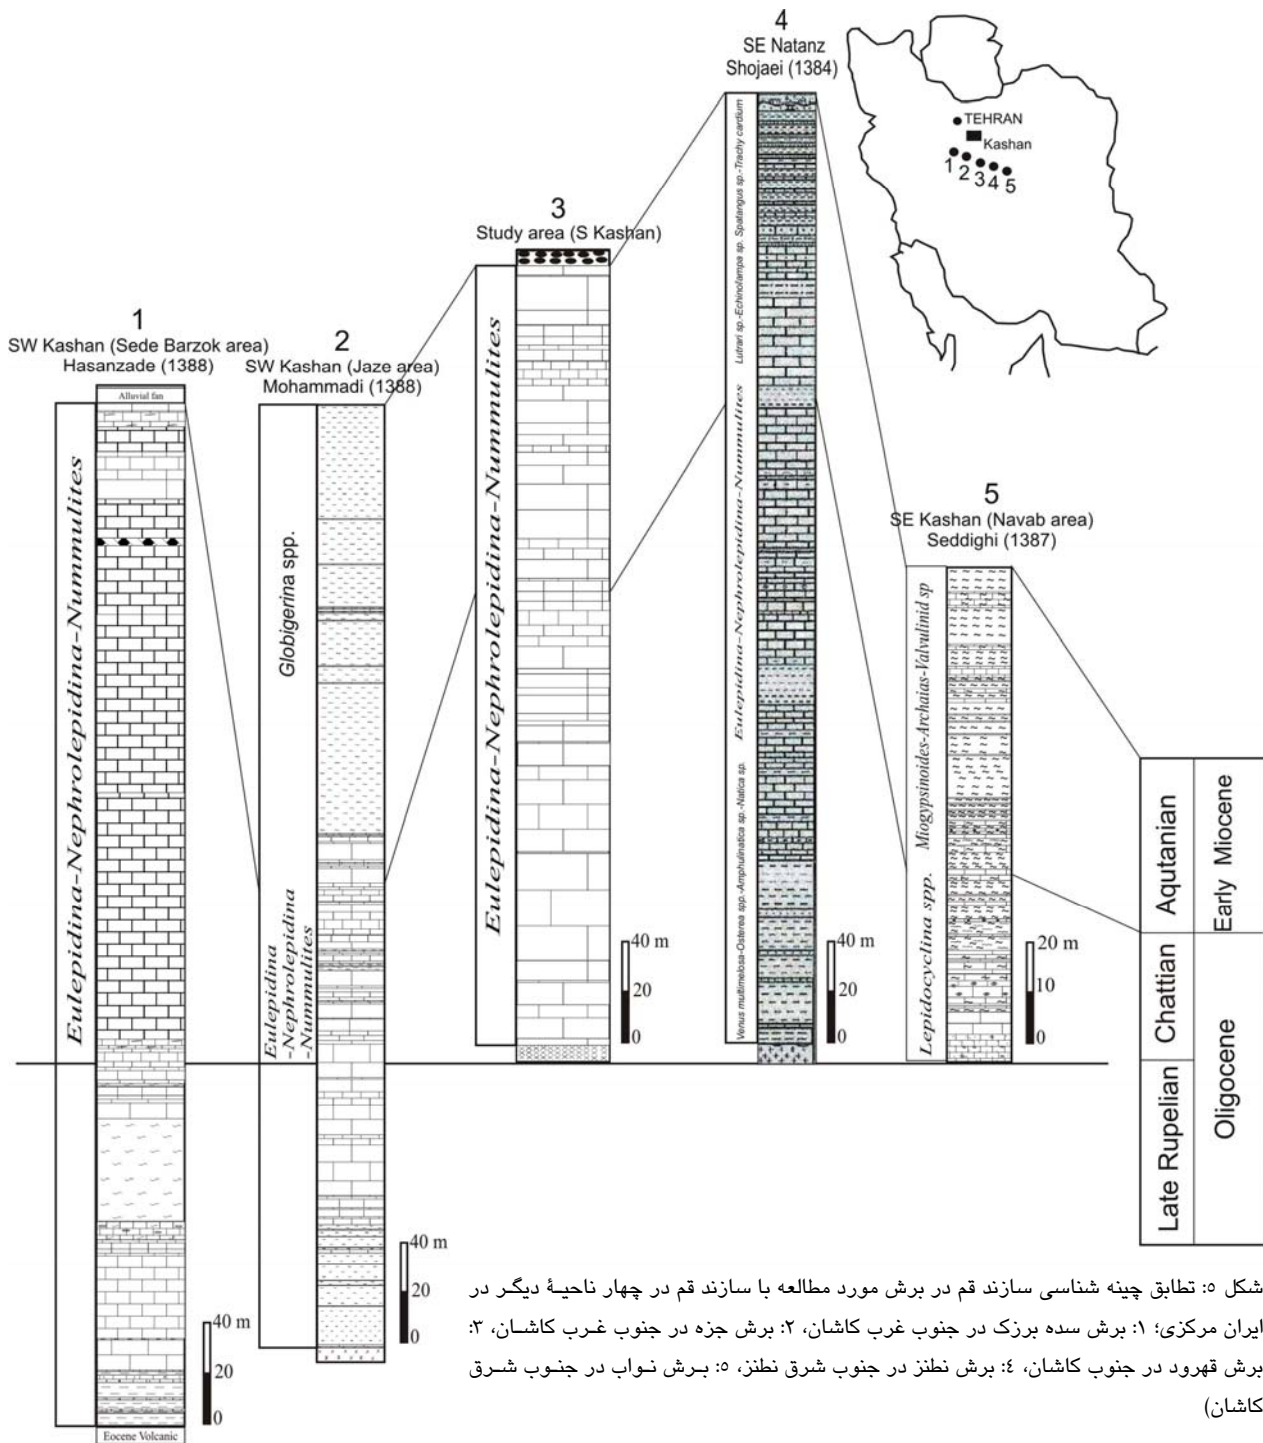 4
SE Natanz
Shojaei (1384)
TEHRAN
Kashan
1 2 3 4 5
3
Study area (S Kashan)
1
SW Kashan (Sede Barzok area)
Hasanzade (1388)
2
SW Kashan (Jaze area)
Mohammadi (1388)
5
SE Kashan (Navab area)
Seddighi (1387)
Alluvial fan
Eulepidina-Nephrolepidina-Nummulites
Eocene Volcanic
40 m
20
0
Globigerina spp.
Eulepidina
-Nephrolepidina
-Nummulites
40 m
20
0
Eulepidina-Nephrolepidina-Nummulites
40 m
20
0
Lutrari sp.-Echinolampa sp. Spatangus sp.-Trachy cardium
Eulepidina-Nephrolepidina-Nummulites
Venus multimelosa-Osterea spp.-Amphulinatica sp.-Natica sp.
40 m
20
0
Miogypsinoides-Archaias-Valvulinid sp
Lepidocyclina spp.
20 m
10
0
Aqutanian
Early Miocene
Chattian
Late Rupelian
Oligocene
شکل ٥: تطابق چینه شناسی سازند قم در برش مورد مطالعه با سازند قم در چهار ناحیۀ دیگر در
ایران مرکزی؛ ١: برش سده برزک در جنوب غرب کاشان، ٢: برش جزه در جنوب غرب کاشان، ٣:
برش قهرود در جنوب کاشان، ٤: برش نطنز در جنوب شرق نطنز، ٥: برش نواب در جنوب شرق
کاشان)